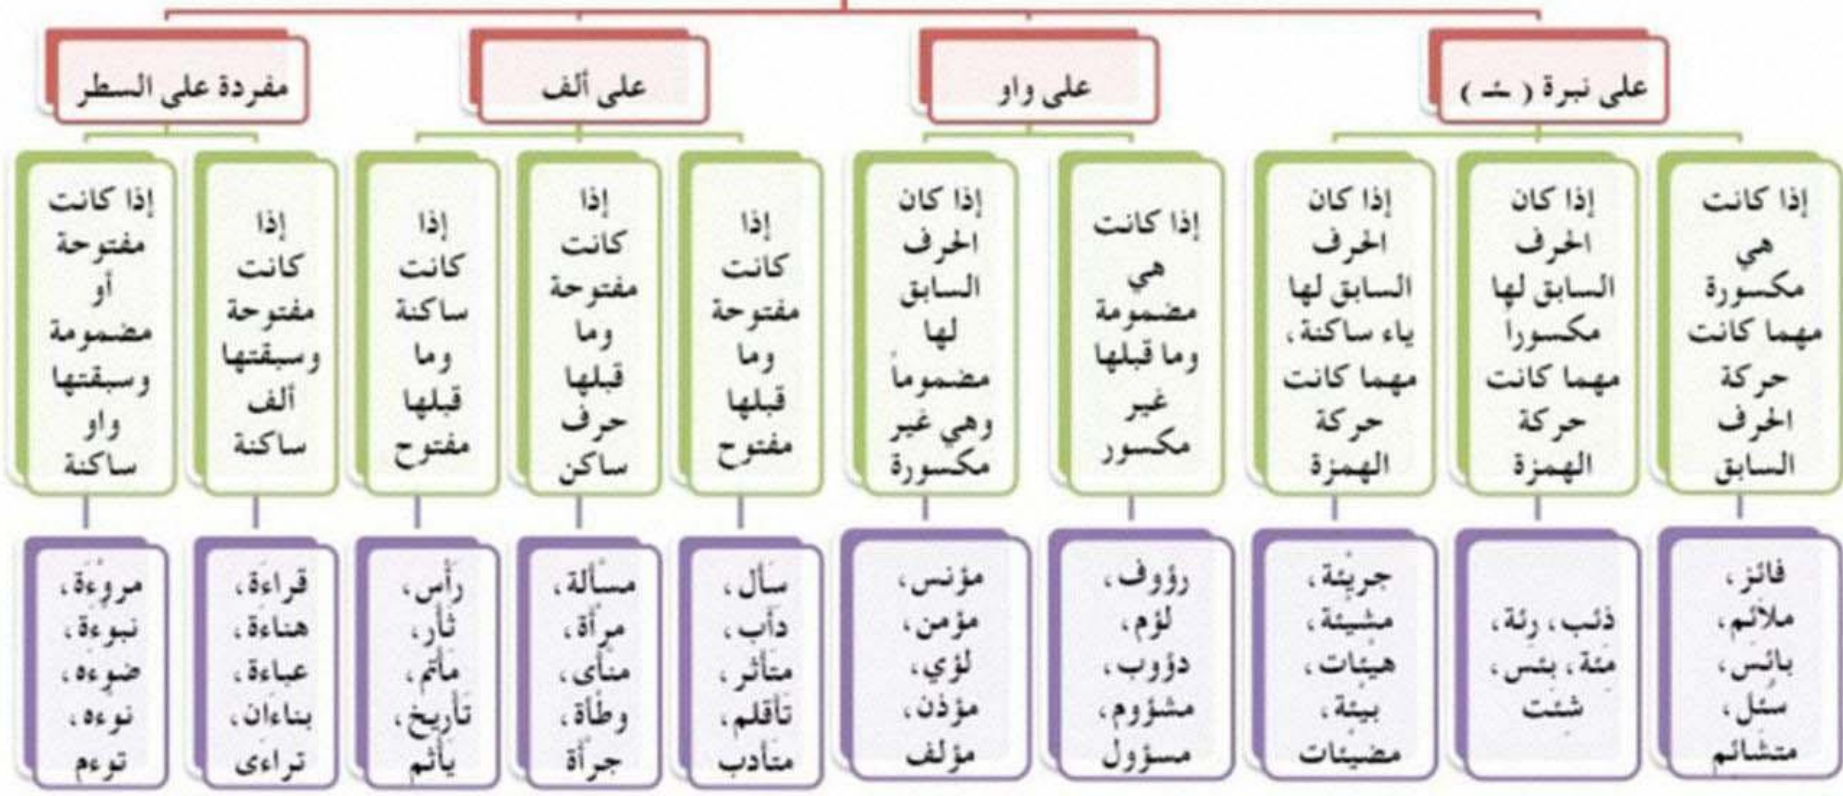 على نبرة ( ـئـ )
على واو
على ألف
مفردة على السطر
إذا كانت
هي
مكسورة
مهما كانت
حركة
الحرف
السابق
إذا كان
الحرف
السابق لها
مكسوراً
مهما كانت
حركة
الهمزة
إذا كان
الحرف
السابق لها
ياء ساكنة،
مهما كانت
حركة
الهمزة
إذا كانت
هي
مضمومة
وما قبلها
غير
مكسور
إذا كان
الحرف
السابق
لها
مضموماً
وهي غير
مكسورة
إذا
كانت
مفتوحة
وما
قبلها
مفتوح
إذا
كانت
مفتوحة
وما
قبلها
حرف
ساكن
إذا
كانت
ساكنة
وما
قبلها
مفتوح
إذا
كانت
مفتوحة
وسبقتها
ألف
ساكنة
إذا كانت
مفتوحة
أو
مضمومة
وسبقتها
واو
ساكنة
فائز،
ملائم،
بائس،
سئل،
متشائم
ذئب، رئة،
مئة، بئس،
شئت
جريئة،
مشيئة،
هيئات،
بيئة،
مضيئات
رؤوف،
لؤم،
دؤوب،
مشؤوم،
مسؤول
مؤنس،
مؤمن،
لؤي،
مؤذن،
مؤلف
سأل،
دأب،
متأثر،
تأقلم،
متأدب
مسألة،
مرأة،
منأى،
وطأة،
جرأة
رأس،
ثأر،
مأتم،
تأريخ،
يأثم
قراءة،
هناءة،
عباءة،
بناءان،
تراءى
مروءة،
نبوءة،
ضوءه،
نوءه،
توءم